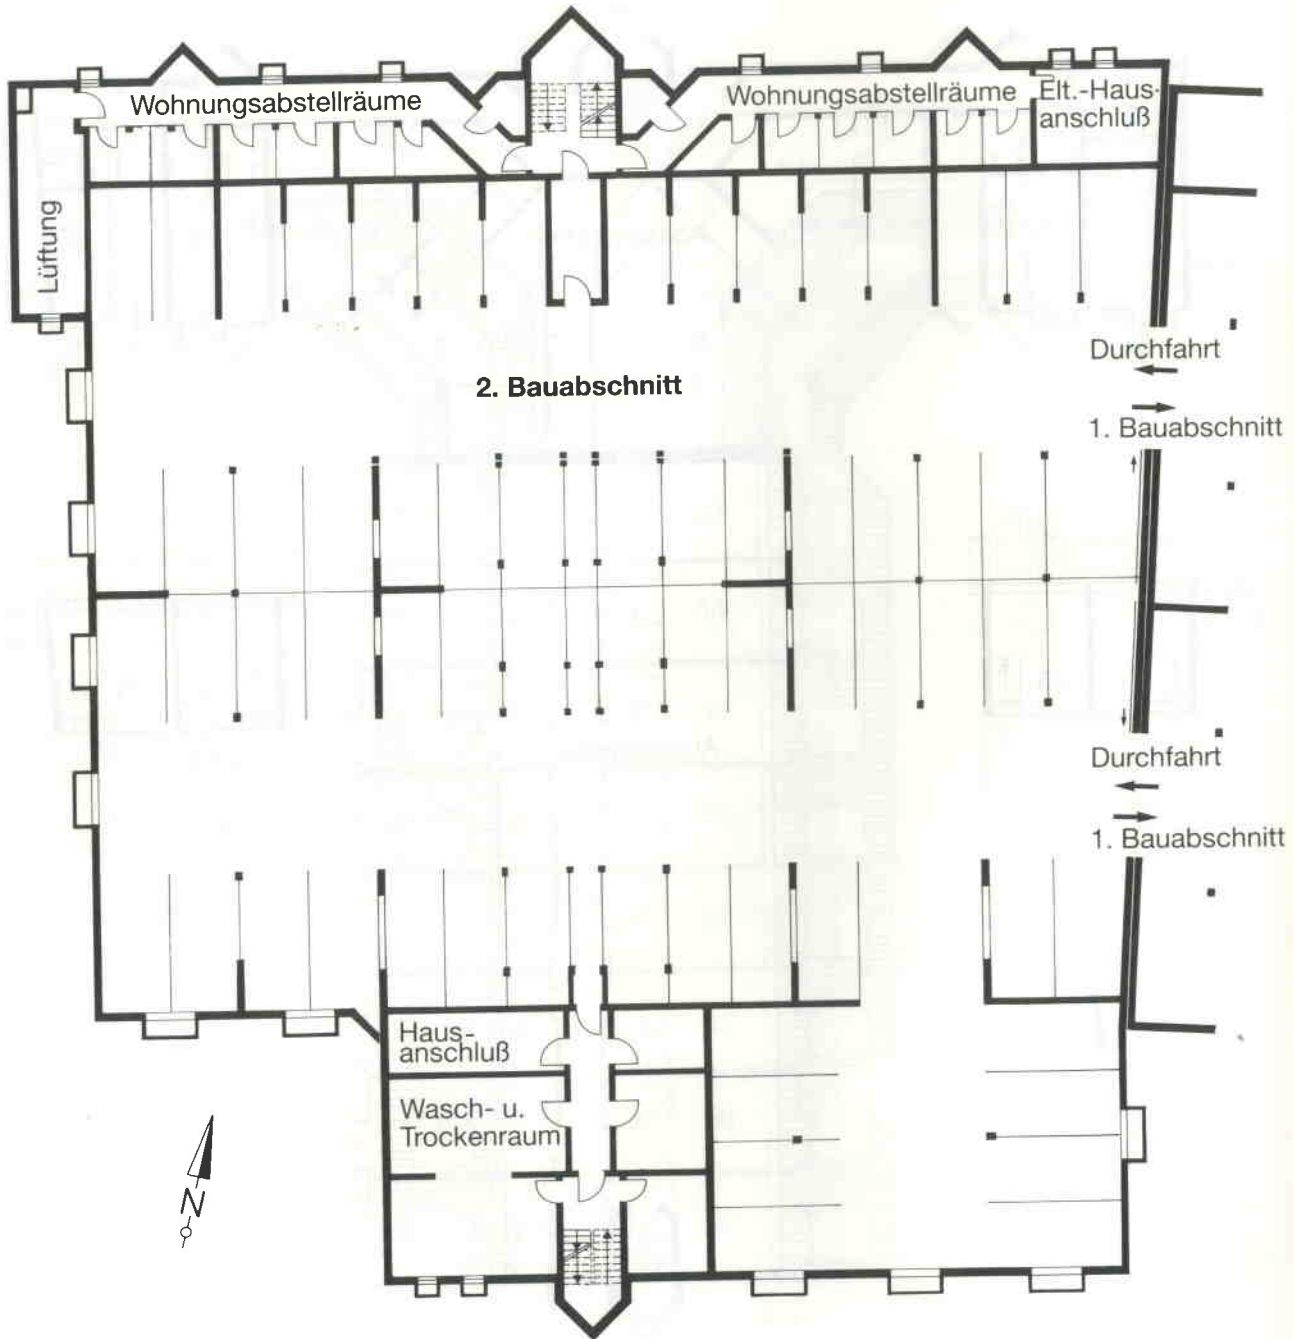 Wohnungsabstellräume
Wohnungsabstellräume
Elt.-Haus-
anschluß
Lüftung
Durchfahrt
2. Bauabschnitt
1. Bauabschnitt
Durchfahrt
1. Bauabschnitt
Haus-
anschluß
Wasch- u.
Trockenraum
N